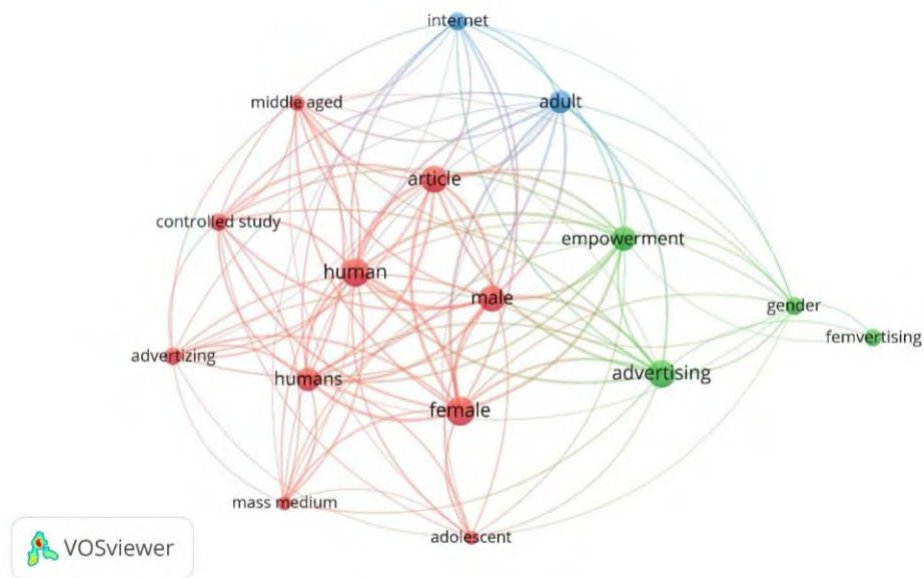 internet
middle aged
adult
article
controlled study
empowerment
human
male
gender
femvertising
advertizing
humans
advertising
female
mass medium
adolescent
VOSviewer